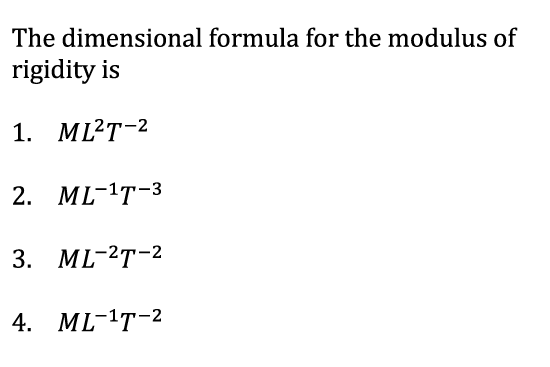 The dimensional formula for the modulus of
rigidity is
1. ML²T⁻²
2. ML⁻¹T⁻³
3. ML⁻²T⁻²
4. ML⁻¹T⁻²